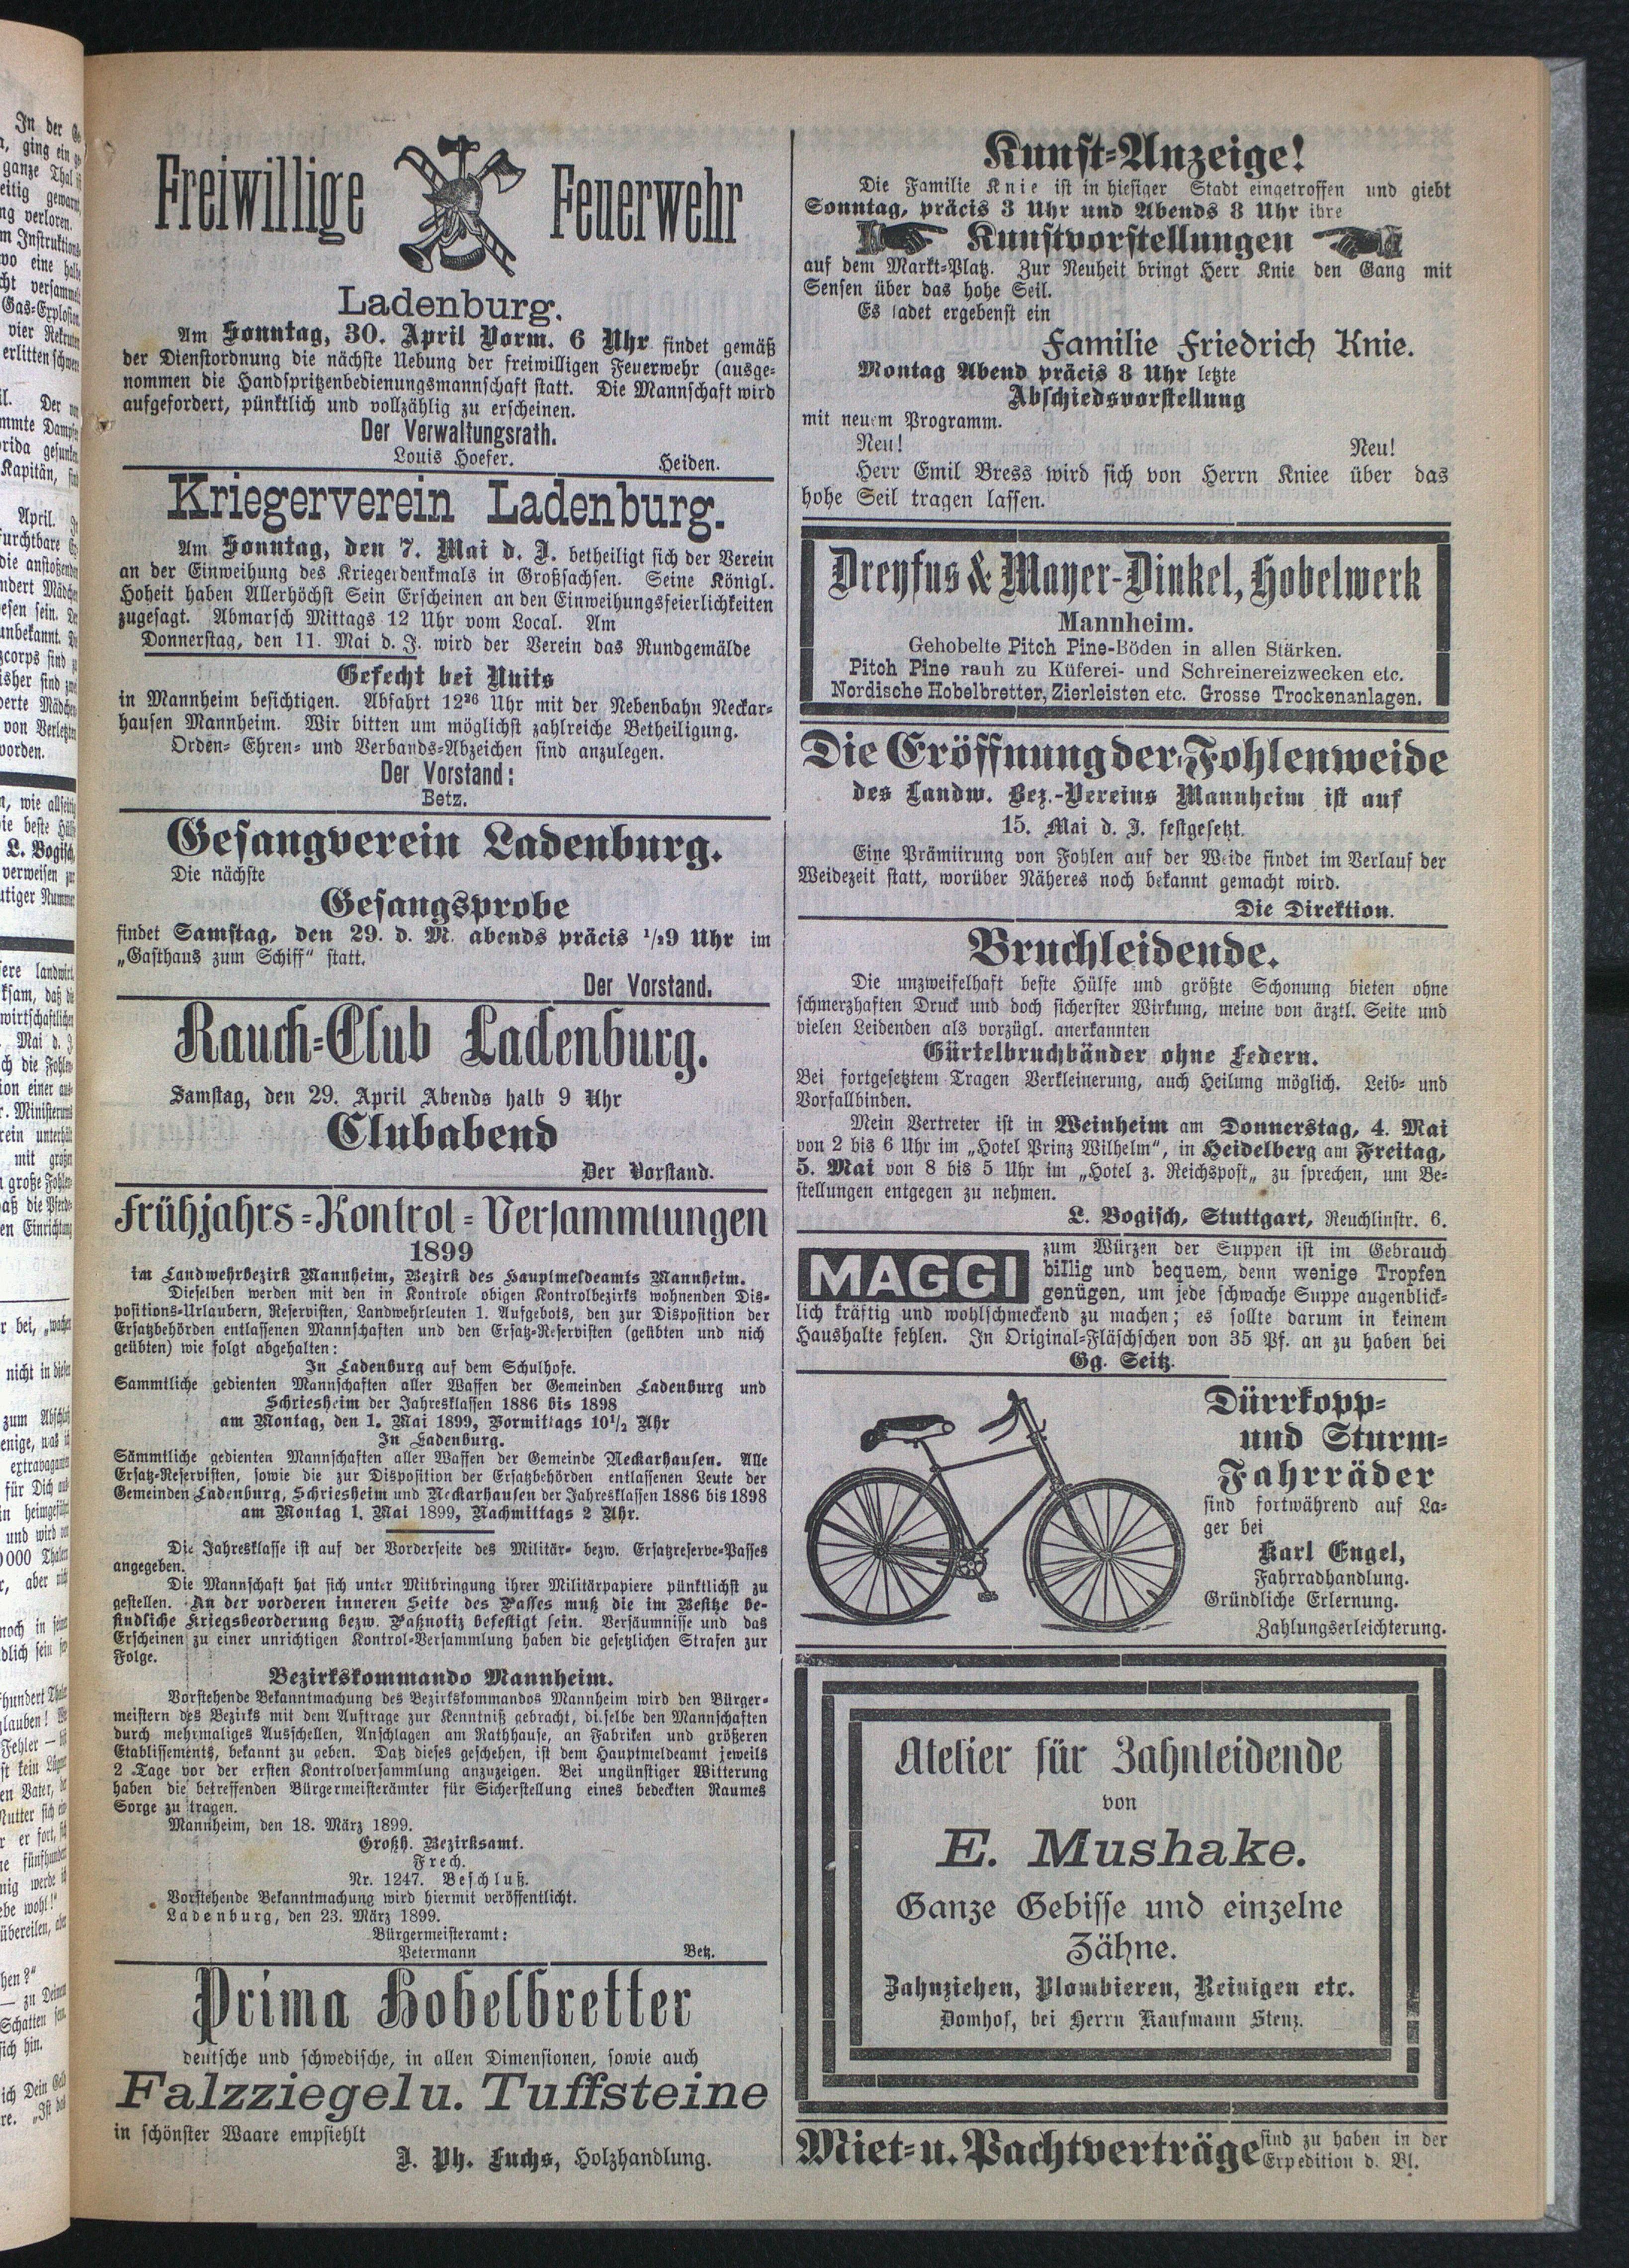 Freiwillige Feuerwehr
Ladenburg.
Am Sonntag, 30. April Vorm. 6 Uhr findet gemäß
der Dienstordnung die nächste Uebung der freiwilligen Feuerwehr (ausge-
nommen die Handspritzenbedienungsmannschaft statt. Die Mannschaft wird
aufgefordert, pünktlich und vollzählig zu erscheinen.
Der Verwaltungsrath.
Louis Hoefer. Heiden.
Kriegerverein Ladenburg.
Am Sonntag, den 7. Mai d. J. betheiligt sich der Verein
an der Einweihung des Kriegerdenkmals in Großsachsen. Seine Königl.
Hoheit haben Allerhöchst Sein Erscheinen an den Einweihungsfeierlichkeiten
zugesagt. Abmarsch Mittags 12 Uhr vom Local. Am
Donnerstag, den 11. Mai d. J. wird der Verein das Rundgemälde
Gefecht bei Nuits
in Mannheim besichtigen. Abfahrt 12²⁶ Uhr mit der Nebenbahn Neckar-
hausen Mannheim. Wir bitten um möglichst zahlreiche Betheiligung.
Orden- Ehren- und Verbands-Abzeichen sind anzulegen.
Der Vorstand:
Betz.
Gesangverein Ladenburg.
Die nächste
Gesangsprobe
findet Samstag, den 29. d. M. abends präcis ½9 Uhr im
„Gasthaus zum Schiff“ statt.
Der Vorstand.
Rauch-Club Ladenburg.
Samstag, den 29. April Abends halb 9 Uhr
Clubabend
Der Vorstand.
Frühjahrs-Kontrol-Versammlungen
1899
im Landwehrbezirk Mannheim, Bezirk des Hauptmeldeamts Mannheim.
Dieselben werden mit den in Kontrole obigen Kontrolbezirks wohnenden Dis-
positions-Urlaubern, Reservisten, Landwehrleuten 1. Aufgebots, den zur Disposition der
Ersatzbehörden entlassenen Mannschaften und den Ersatz-Reservisten (geübten und nich
geübten) wie folgt abgehalten:
In Ladenburg auf dem Schulhofe.
Sammtliche gedienten Mannschaften aller Waffen der Gemeinden Ladenburg und
Schriesheim der Jahresklassen 1886 bis 1898
am Montag, den 1. Mai 1899, Vormittags 10½ Uhr
In Ladenburg.
Sämmtliche gedienten Mannschaften aller Waffen der Gemeinde Neckarhausen. Alle
Ersatz-Reservisten, sowie die zur Disposition der Ersatzbehörden entlassenen Leute der
Gemeinden Ladenburg, Schriesheim und Neckarhausen der Jahresklassen 1886 bis 1898
am Montag 1. Mai 1899, Nachmittags 2 Uhr.
Die Jahresklasse ist auf der Vorderseite des Militär- bezw. Ersatzreserve-Passes
angegeben.
Die Mannschaft hat sich unter Mitbringung ihrer Militärpapiere pünktlichst zu
gestellen. An der vorderen inneren Seite des Passes muß die im Besitze be-
findliche Kriegsbeorderung bezw. Paßnotiz befestigt sein. Versäumnisse und das
Erscheinen zu einer unrichtigen Kontrol-Versammlung haben die gesetzlichen Strafen zur
Folge.
Bezirkskommando Mannheim.
Vorstehende Bekanntmachung des Bezirkskommandos Mannheim wird den Bürger-
meistern des Bezirks mit dem Auftrage zur Kenntniß gebracht, dieselbe den Mannschaften
durch mehrmaliges Ausschellen, Anschlagen am Rathhause, an Fabriken und größeren
Etablissements, bekannt zu geben. Daß dieses geschehen, ist dem Hauptmeldeamt jeweils
2 Tage vor der ersten Kontrolversammlung anzuzeigen. Bei ungünstiger Witterung
haben die betreffenden Bürgermeisterämter für Sicherstellung eines bedeckten Raumes
Sorge zu tragen.
Mannheim, den 18. März 1899.
Großh. Bezirksamt.
Frech.
Nr. 1247. Beschluß.
Vorstehende Bekanntmachung wird hiermit veröffentlicht.
Ladenburg, den 23. März 1899.
Bürgermeisteramt:
Petermann Betz.
Prima Hobelbretter
deutsche und schwedische, in allen Dimensionen, sowie auch
Falzziegel u. Tuffsteine
in schönster Waare empfiehlt
J. Ph. Fuchs, Holzhandlung.
Kunst-Anzeige!
Die Familie Knie ist in hiesiger Stadt eingetroffen und giebt
Sonntag, präcis 3 Uhr und Abends 8 Uhr ihre
Kunstvorstellungen
auf dem Markt-Platz. Zur Neuheit bringt Herr Knie den Gang mit
Sensen über das hohe Seil.
Es ladet ergebenst ein
Familie Friedrich Knie.
Montag Abend präcis 8 Uhr letzte
Abschiedsvorstellung
mit neuem Programm.
Neu! Neu!
Herr Emil Bress wird sich von Herrn Kniee über das
hohe Seil tragen lassen.
Dreyfus & Mayer-Dinkel, Hobelwerk
Mannheim.
Gehobelte Pitch Pine-Böden in allen Stärken.
Pitch Pine rauh zu Küferei- und Schreinereizwecken etc.
Nordische Hobelbretter, Zierleisten etc. Grosse Trockenanlagen.
Die Eröffnung der Fohlenweide
des Landw. Bez.-Vereins Mannheim ist auf
15. Mai d. J. festgesetzt.
Eine Prämiirung von Fohlen auf der Weide findet im Verlauf der
Weidezeit statt, worüber Näheres noch bekannt gemacht wird.
Die Direktion.
Bruchleidende.
Die unzweifelhaft beste Hülfe und größte Schonung bieten ohne
schmerzhaften Druck und doch sicherster Wirkung, meine von ärztl. Seite und
vielen Leidenden als vorzügl. anerkannten
Gürtelbruchbänder ohne Federn.
Bei fortgesetztem Tragen Verkleinerung, auch Heilung möglich. Leib- und
Vorfallbinden.
Mein Vertreter ist in Weinheim am Donnerstag, 4. Mai
von 2 bis 6 Uhr im „Hotel Prinz Wilhelm“, in Heidelberg am Freitag,
5. Mai von 8 bis 5 Uhr im „Hotel z. Reichspost„ zu sprechen, um Be-
stellungen entgegen zu nehmen.
L. Bogisch, Stuttgart, Reuchlinstr. 6.
MAGGI zum Würzen der Suppen ist im Gebrauch
billig und bequem, denn wenige Tropfen
genügen, um jede schwache Suppe augenblick-
lich kräftig und wohlschmeckend zu machen; es sollte darum in keinem
Haushalte fehlen. In Original-Fläschschen von 35 Pf. an zu haben bei
Gg. Seitz.
Dürrkopp-
und Sturm-
Fahrräder
sind fortwährend auf La-
ger bei
Karl Engel,
Fahrradhandlung.
Gründliche Erlernung.
Zahlungserleichterung.
Atelier für Zahnleidende
von
E. Mushake.
Ganze Gebisse und einzelne
Zähne.
Zahnziehen, Plombieren, Reinigen etc.
Domhof, bei Herrn Kaufmann Stenz.
Miet- u. Pachtverträge sind zu haben in der
Expedition d. Bl.